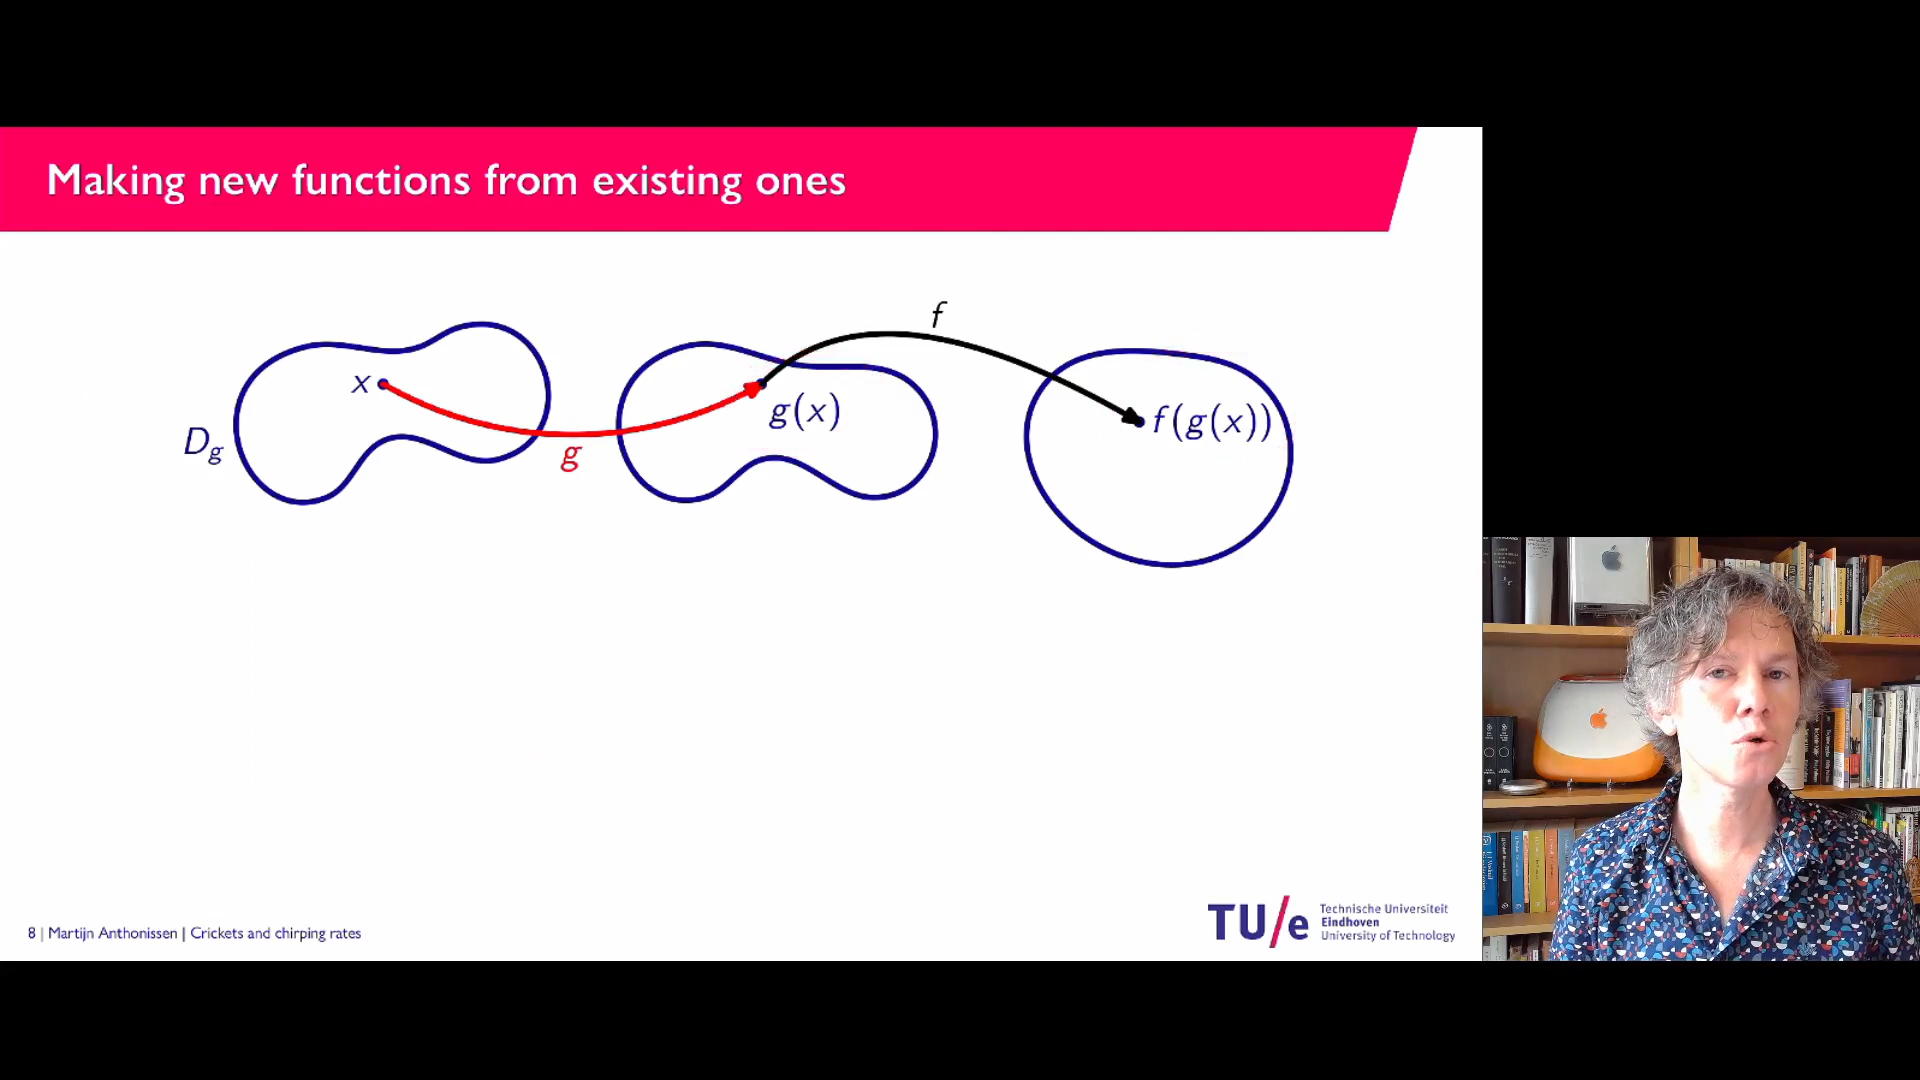 Making new functions from existing ones
f
x
g(x)
f(g(x))
D_g
g
8 | Martijn Anthonissen | Crickets and chirping rates
TU/e
Technische Universiteit
Eindhoven
University of Technology